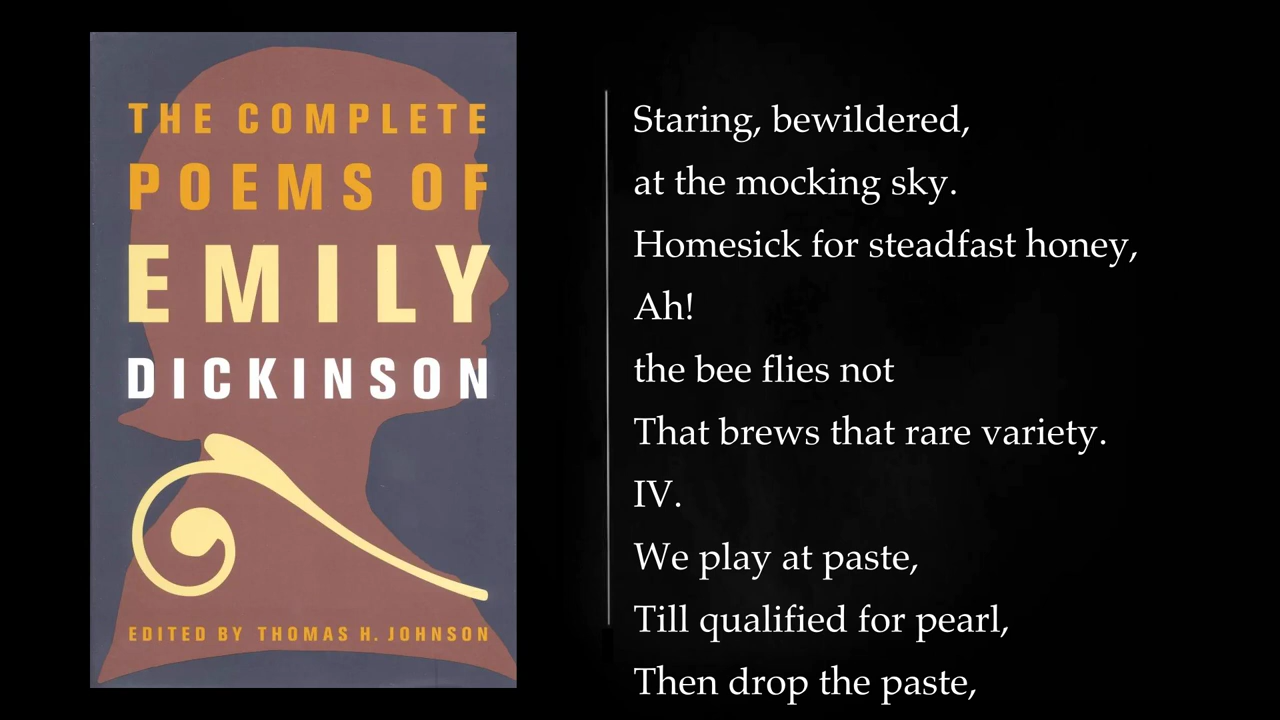 THE COMPLETE
POEMS OF
EMILY
DICKINSON
EDITED BY THOMAS H. JOHNSON
Staring, bewildered,
at the mocking sky.
Homesick for steadfast honey,
Ah!
the bee flies not
That brews that rare variety.
IV.
We play at paste,
Till qualified for pearl,
Then drop the paste,